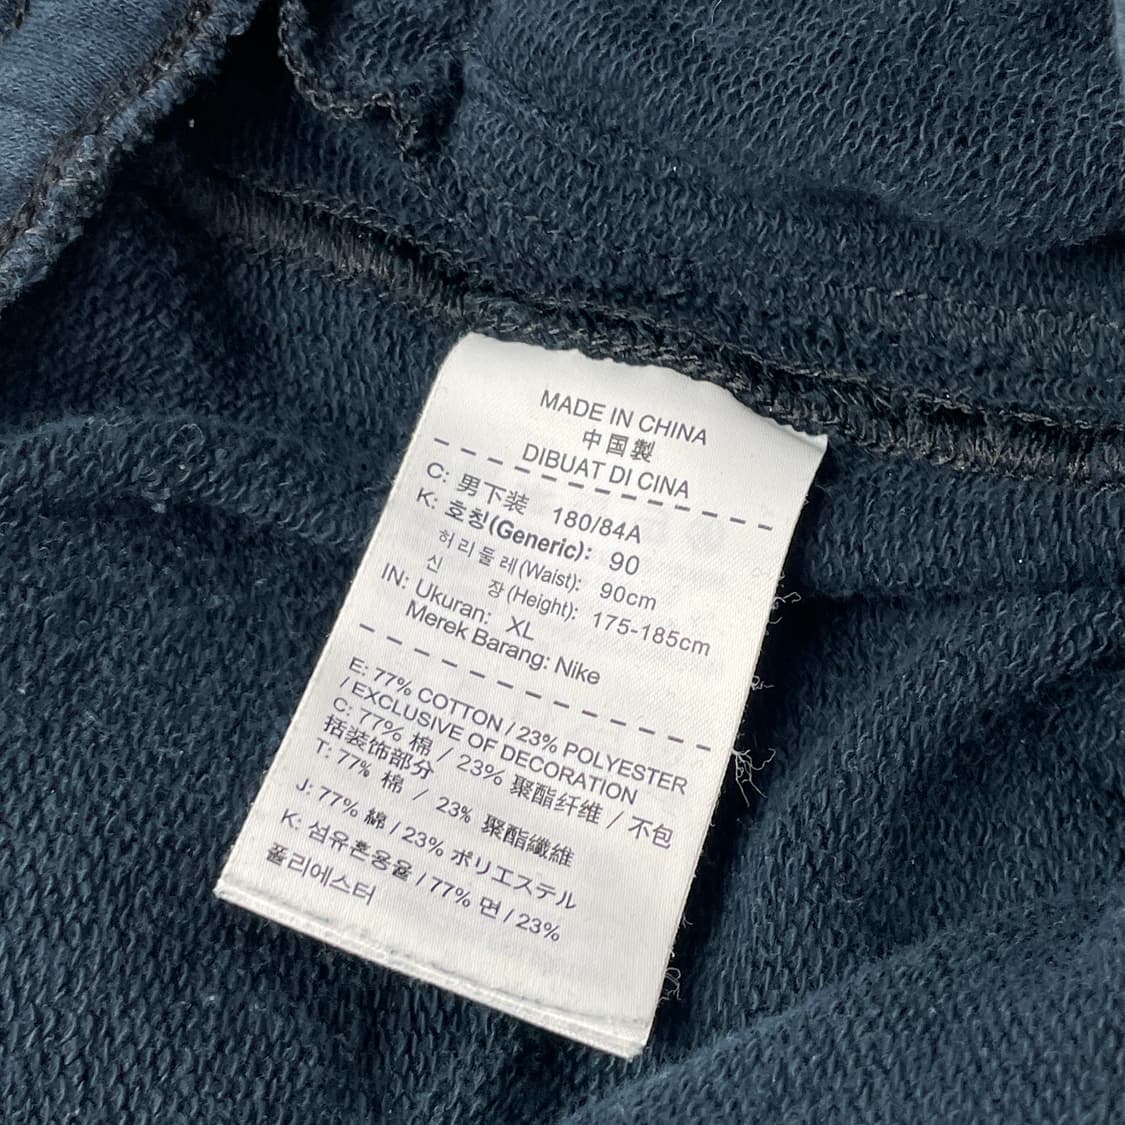 MADE IN CHINA
中国製
DIBUAT DI CINA
C: 男下装 180/84A
K: 호칭(Generic): 90
허리둘레(Waist): 90cm
신 장(Height): 175-185cm
IN: Ukuran: XL
Merek Barang: Nike
E: 77% COTTON / 23% POLYESTER
/ EXCLUSIVE OF DECORATION
C: 77% 棉 / 23% 聚酯纤维 / 不包
括装饰部分
T: 77% 棉 / 23% 聚酯纖維
J: 77% 綿 / 23% ポリエステル
K: 섬유혼용율 / 77% 면 / 23%
폴리에스터